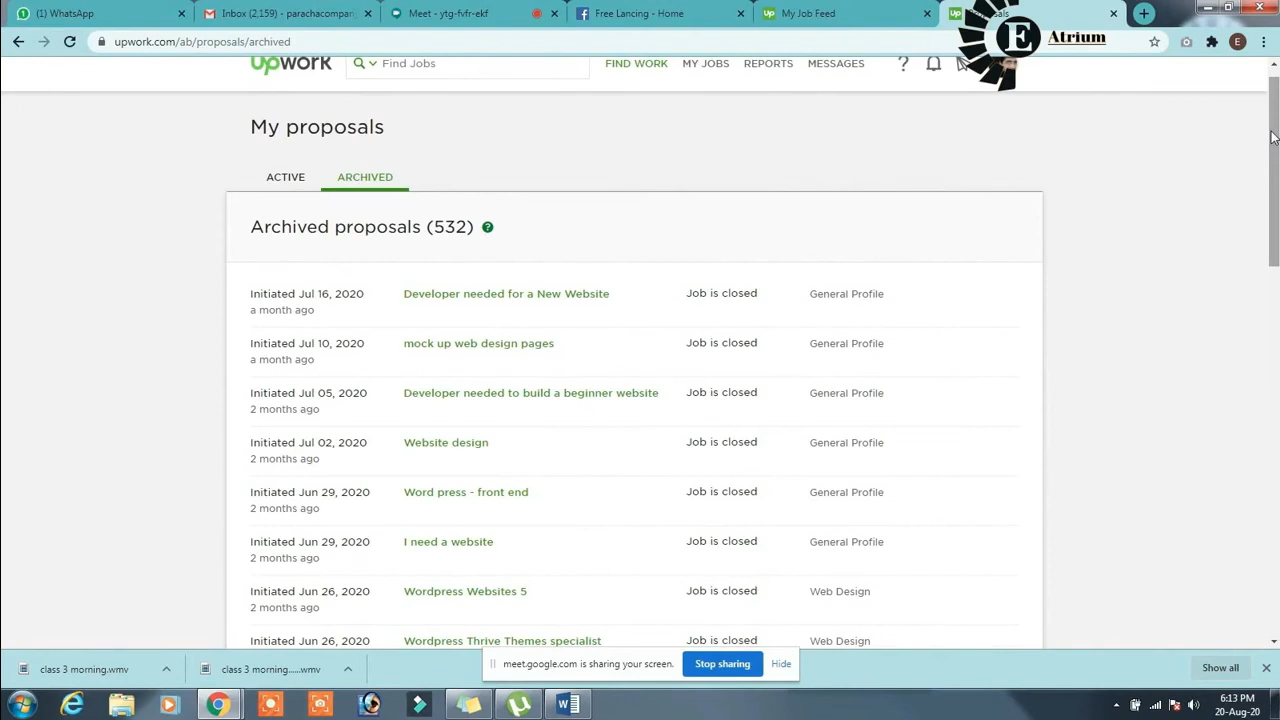 (1) WhatsApp
Inbox (2,159) - parachacompan
Meet - ytg-fvfr-ekf
Free Lancing - Home
My Job Feed
upwork.com/ab/proposals/archived
E Atrium
E
upwork
Find Jobs
FIND WORK
MY JOBS
REPORTS
MESSAGES
My proposals
ACTIVE
ARCHIVED
Archived proposals (532)
Initiated Jul 16, 2020 Developer needed for a New Website Job is closed General Profile
a month ago
Initiated Jul 10, 2020 mock up web design pages Job is closed General Profile
a month ago
Initiated Jul 05, 2020 Developer needed to build a beginner website Job is closed General Profile
2 months ago
Initiated Jul 02, 2020 Website design Job is closed General Profile
2 months ago
Initiated Jun 29, 2020 Word press - front end Job is closed General Profile
2 months ago
Initiated Jun 29, 2020 I need a website Job is closed General Profile
2 months ago
Initiated Jun 26, 2020 Wordpress Websites 5 Job is closed Web Design
2 months ago
Initiated Jun 26, 2020 Wordpress Thrive Themes specialist Job is closed Web Design
meet.google.com is sharing your screen. Stop sharing Hide
class 3 morning.wmv
class 3 morning......wmv
Show all
6:13 PM
20-Aug-20